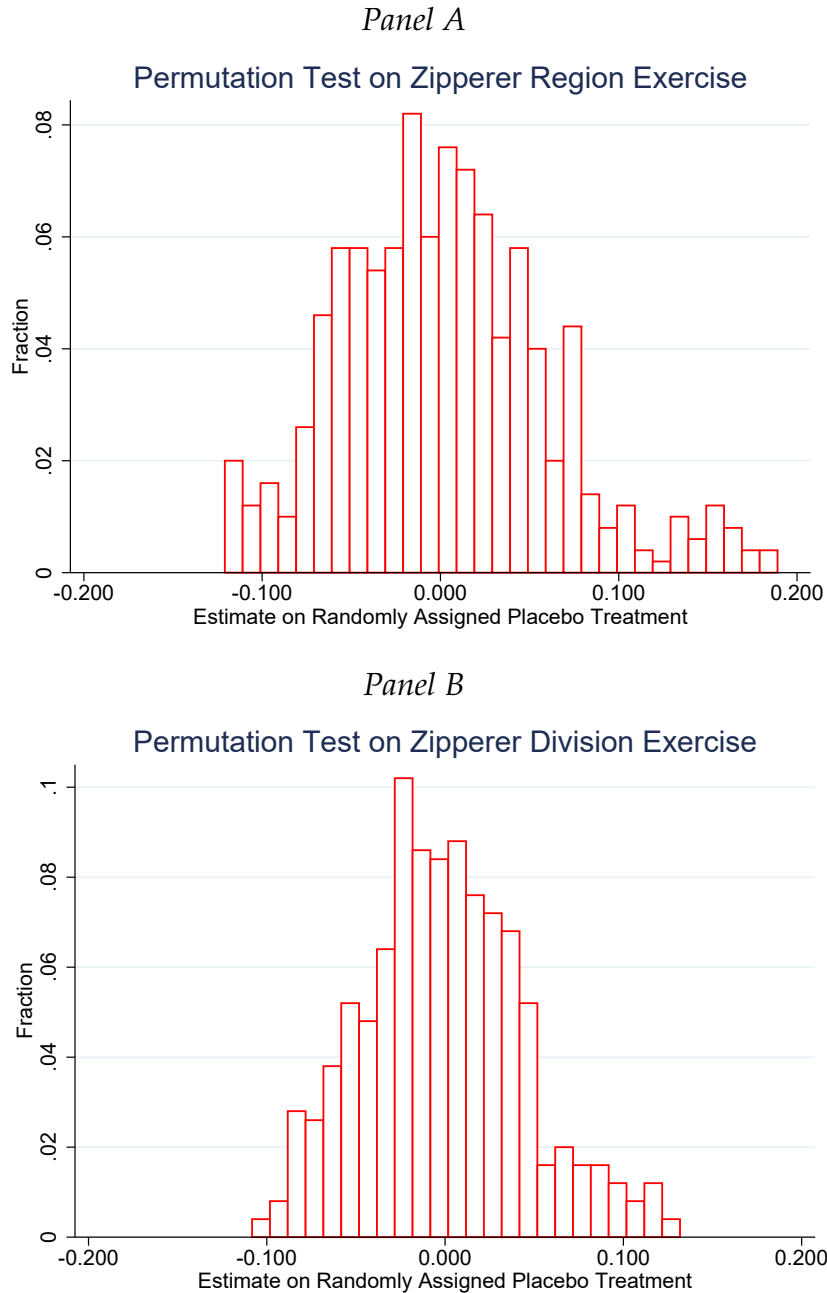 Panel A
Permutation Test on Zipperer Region Exercise
.08
.06
.04
.02
0
Fraction
-0.200 -0.100 0.000 0.100 0.200
Estimate on Randomly Assigned Placebo Treatment
Panel B
Permutation Test on Zipperer Division Exercise
.1
.08
.06
.04
.02
0
Fraction
-0.200 -0.100 0.000 0.100 0.200
Estimate on Randomly Assigned Placebo Treatment